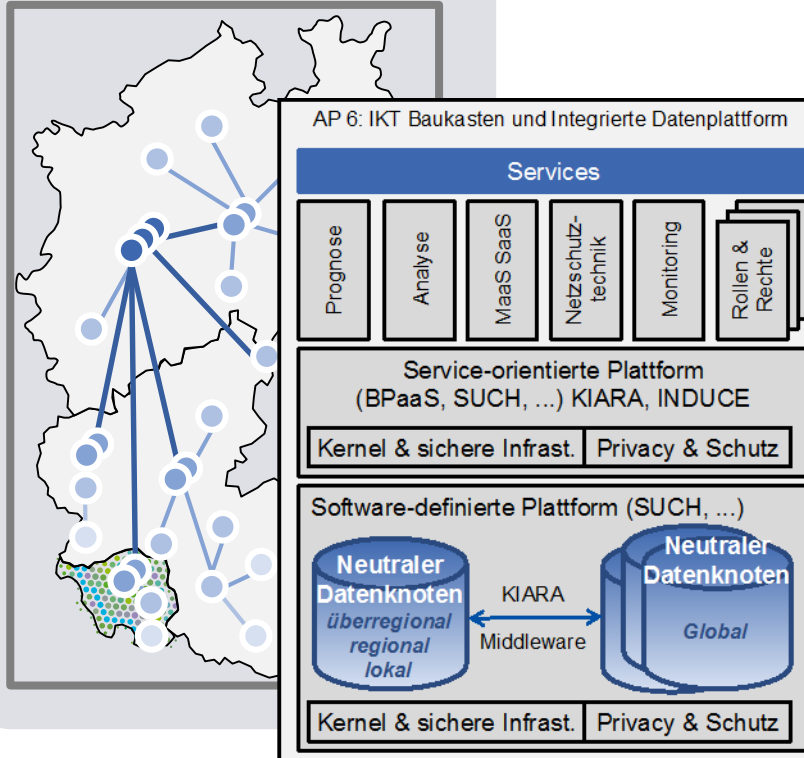 AP 6: IKT Baukasten und Integrierte Datenplattform
Services
Prognose
Analyse
MaaS SaaS
Netzschutz-
technik
Monitoring
Rollen &
Rechte
Service-orientierte Plattform
(BPaaS, SUCH, ...) KIARA, INDUCE
Kernel & sichere Infrast.
Privacy & Schutz
Software-definierte Plattform (SUCH, ...)
Neutraler
Datenknoten
überregional
regional
lokal
KIARA
Middleware
Neutraler
Datenknoten
Global
Kernel & sichere Infrast.
Privacy & Schutz